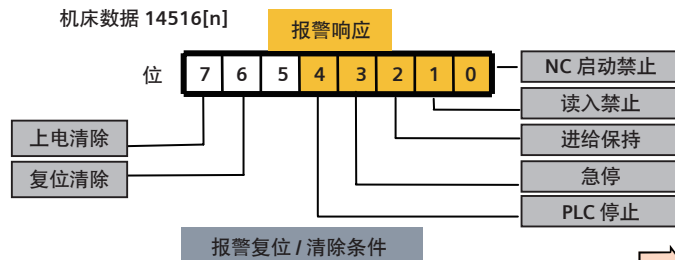 机床数据 14516[n]
报警响应
位 7 6 5 4 3 2 1 0
NC 启动禁止
读入禁止
上电清除
进给保持
复位清除
急停
PLC 停止
报警复位 / 清除条件